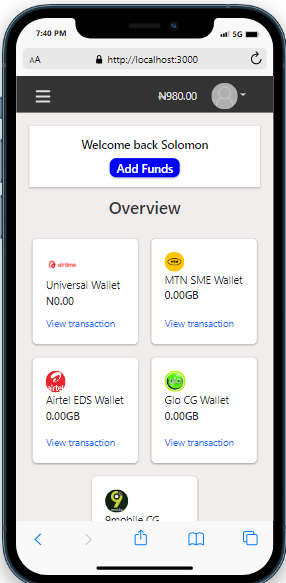 7:40 PM 5G
AA http://localhost:3000
₦980.00
Welcome back Solomon
Add Funds
Overview
airtime
Universal Wallet
N0.00
View transaction
MTN SME Wallet
0.00GB
View transaction
airtel
Airtel EDS Wallet
0.00GB
View transaction
glo
Glo CG Wallet
0.00GB
View transaction
9
9mobile CG